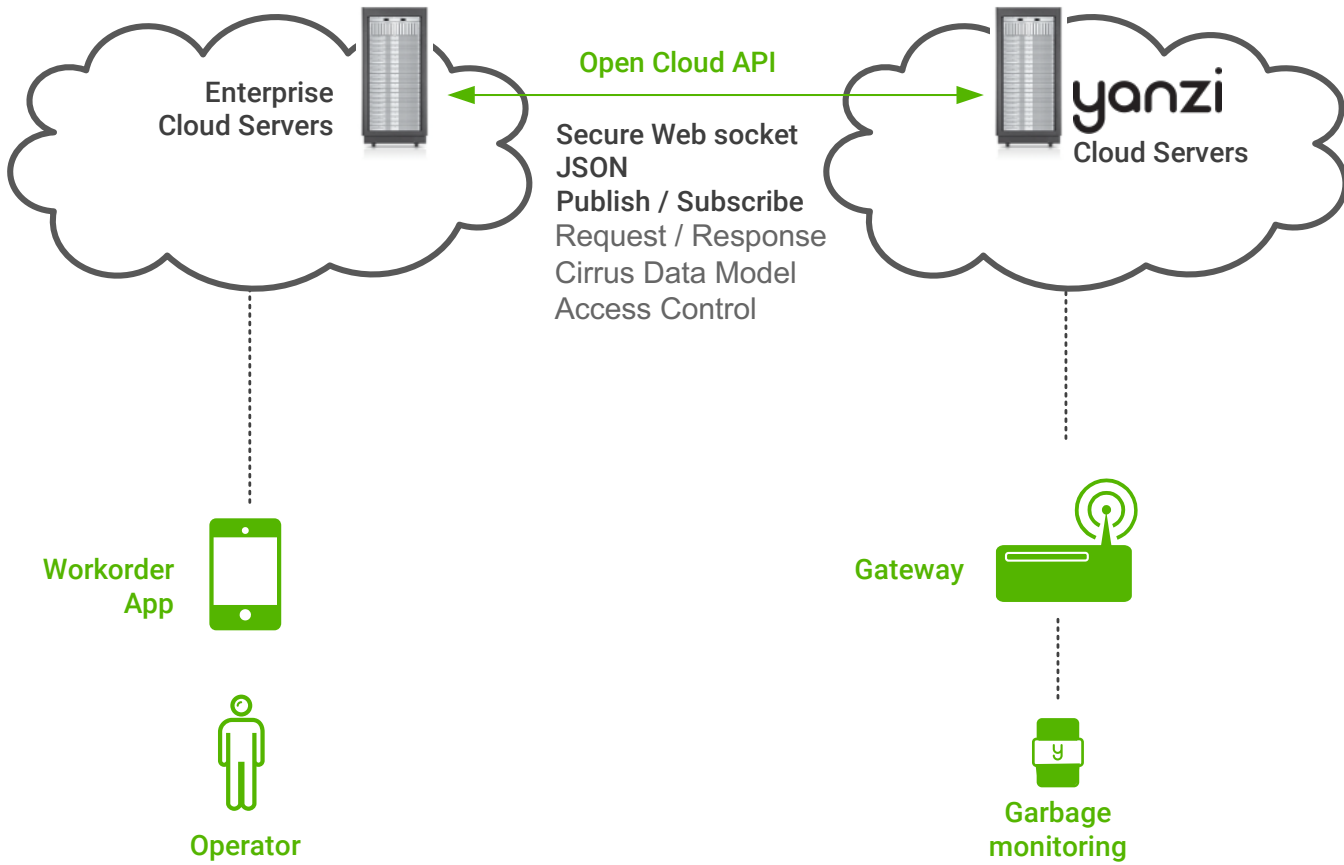 Open Cloud API
Enterprise
Cloud Servers
yanzi
Cloud Servers
Secure Web socket
JSON
Publish / Subscribe
Request / Response
Cirrus Data Model
Access Control
Workorder
App
Gateway
y
Operator
Garbage
monitoring